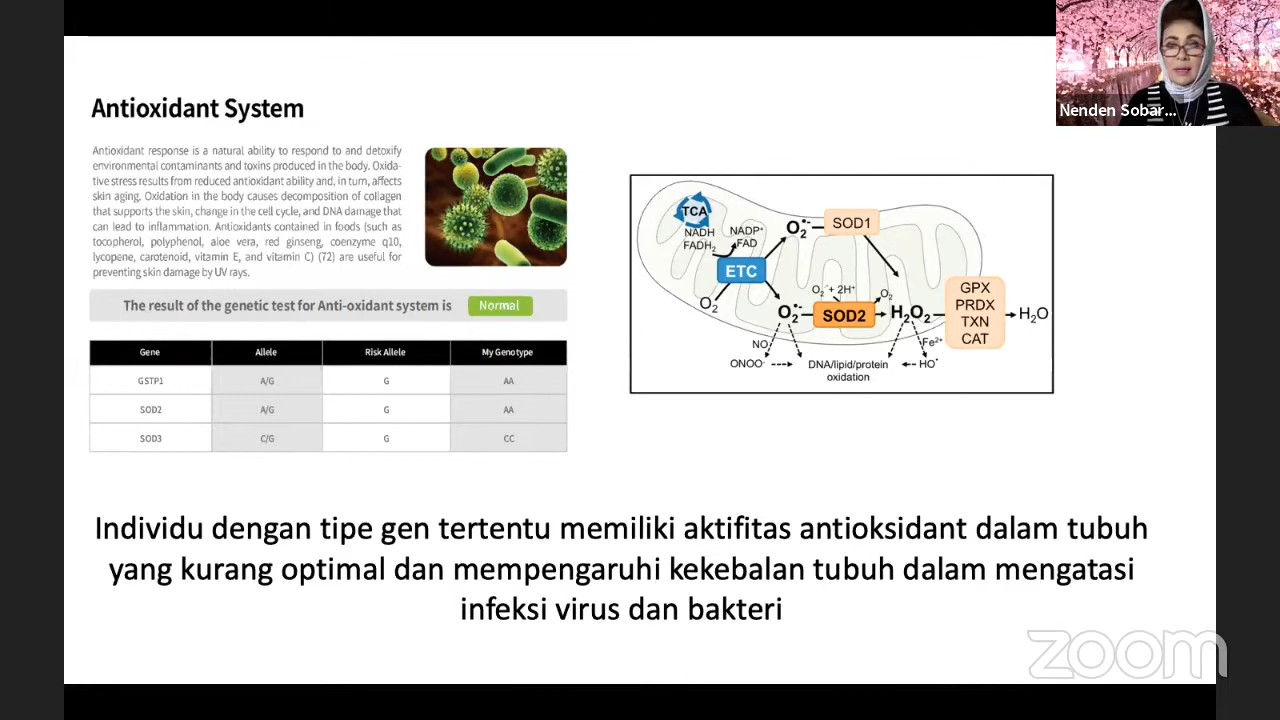 Nenden Sobar...
Antioxidant System
Antioxidant response is a natural ability to respond to and detoxify
environmental contaminants and toxins produced in the body. Oxida-
tive stress results from reduced antioxidant ability and, in turn, affects
skin aging. Oxidation in the body causes decomposition of collagen
that supports the skin, change in the cell cycle, and DNA damage that
can lead to inflammation. Antioxidants contained in foods (such as
tocopherol, polyphenol, aloe vera, red ginseng, coenzyme q10,
lycopene, carotenoid, vitamin E, and vitamin C) (72) are useful for
preventing skin damage by UV rays.
The result of the genetic test for Anti-oxidant system is Normal
Gene Allele Risk Allele My Genotype
GSTP1 A/G G AA
SOD2 A/G G AA
SOD3 C/G G CC
TCA
NADH
FADH₂
NADP⁺
FAD
ETC
O₂
O₂•⁻
SOD1
O₂•⁻
O₂⁻+ 2H⁺
O₂
SOD2
H₂O₂
GPX
PRDX
TXN
CAT
H₂O
NO
Fe²⁺
ONOO⁻
DNA/lipid/protein
oxidation
HO•
Individu dengan tipe gen tertentu memiliki aktifitas antioksidant dalam tubuh
yang kurang optimal dan mempengaruhi kekebalan tubuh dalam mengatasi
infeksi virus dan bakteri
zoom